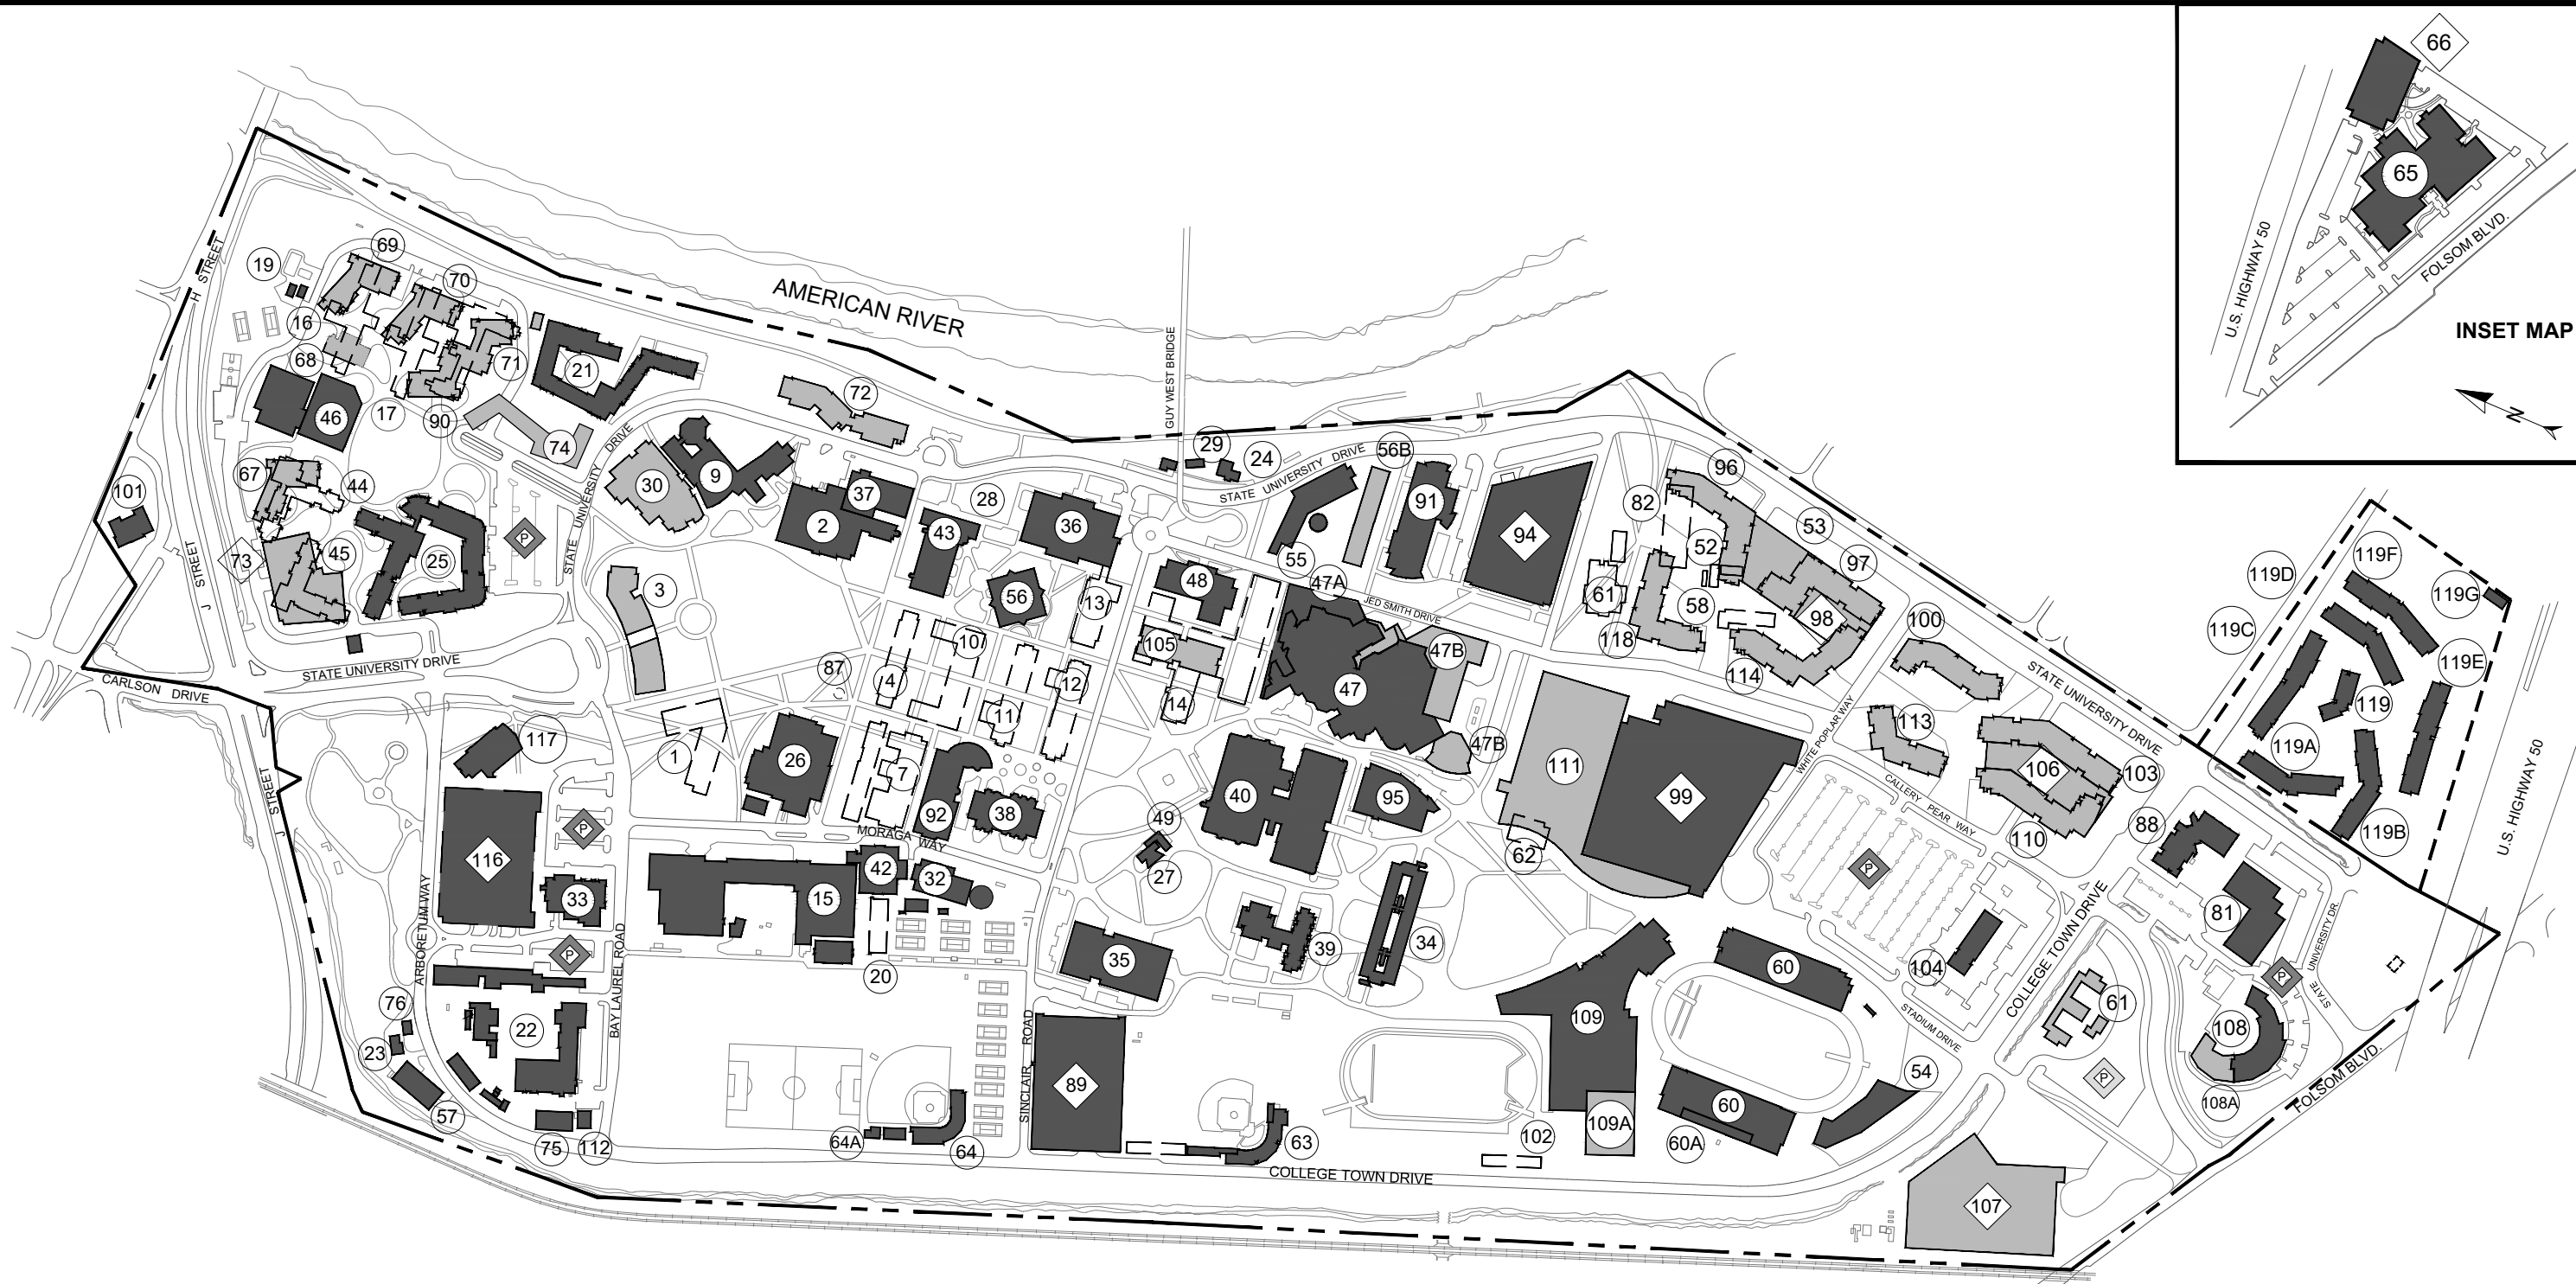 66
65
U.S. HIGHWAY 50
FOLSOM BLVD.
INSET MAP
N
AMERICAN RIVER
GUY WEST BRIDGE
H STREET
69
19
70
16
68
71
21
46
17
90
74
72
STATE UNIVERSITY DRIVE
30
9
37
2
43
28
36
29
24
STATE UNIVERSITY DRIVE
56B
91
55
94
82
96
53
52
97
67
44
101
73
45
25
P
J STREET
3
56
13
48
47A
JED SMITH DRIVE
61
58
98
118
114
100
119D
119F
119G
119C
119E
119
119A
119B
U.S. HIGHWAY 50
STATE UNIVERSITY DRIVE
CARLSON DRIVE
STATE UNIVERSITY DRIVE
87
4
10
11
12
105
14
47
47B
47B
WHITE POPLAR WAY
113
CALLERY PEAR WAY
106
103
110
88
117
1
26
7
92
38
MORAGA WAY
40
95
49
27
111
99
62
P
J STREET
116
P
33
15
42
32
20
35
39
34
104
COLLEGE TOWN DRIVE
81
P
STATE UNIVERSITY DR.
ARBORETUM WAY
BAY LAUREL ROAD
P
76
23
22
57
75
112
64A
64
SINCLAIR ROAD
89
63
102
109
109A
60
60
60A
54
STADIUM DRIVE
61
P
108
108A
FOLSOM BLVD.
107
COLLEGE TOWN DRIVE